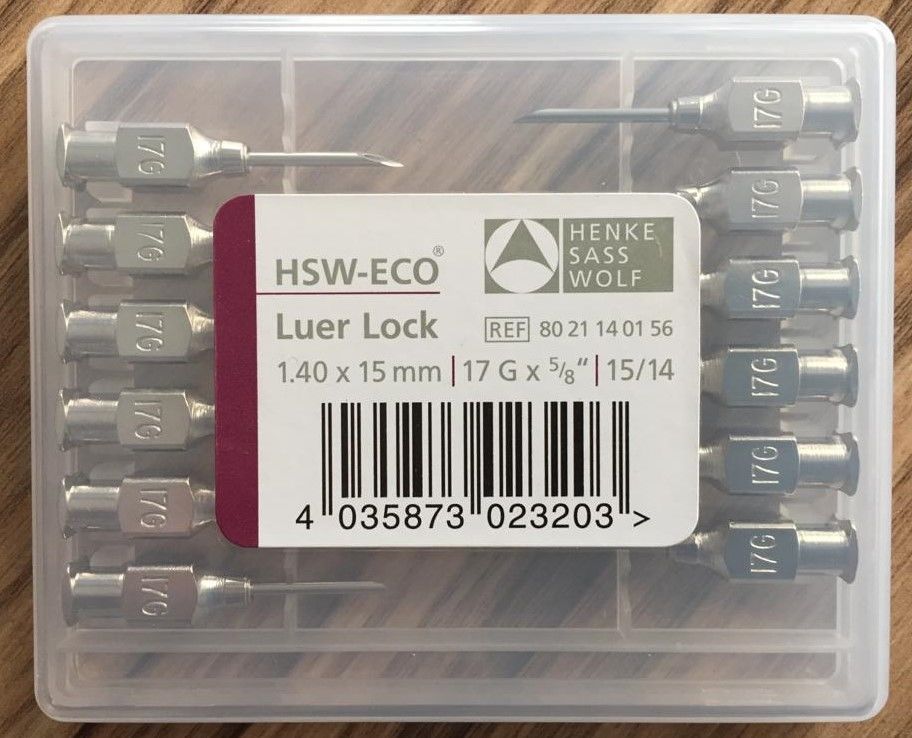 HSW-ECO®
Luer Lock
HENKE
SASS
WOLF
REF 80 21 14 01 56
1.40 x 15 mm | 17 G x 5/8“ | 15/14
4 035873 023203 >
17G
17G
17G
17G
17G
17G
17G
17G
17G
17G
17G
17G